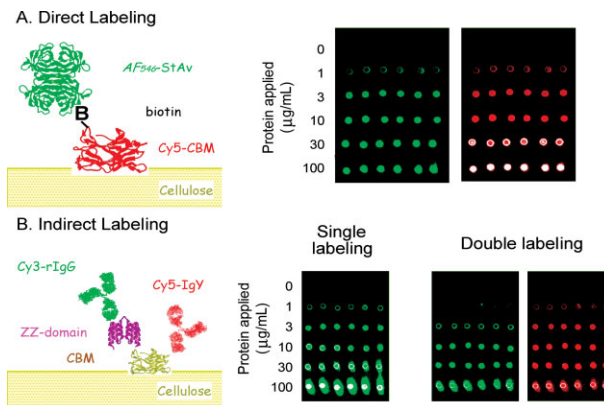 A. Direct Labeling
AF546-StAv
B
biotin
Cy5-CBM
Cellulose
Protein applied
(μg/mL)
0
1
3
10
30
100
B. Indirect Labeling
Cy3-rIgG
Cy5-IgY
ZZ-domain
CBM
Cellulose
Single
labeling
Double labeling
Protein applied
(μg/mL)
0
1
3
10
30
100